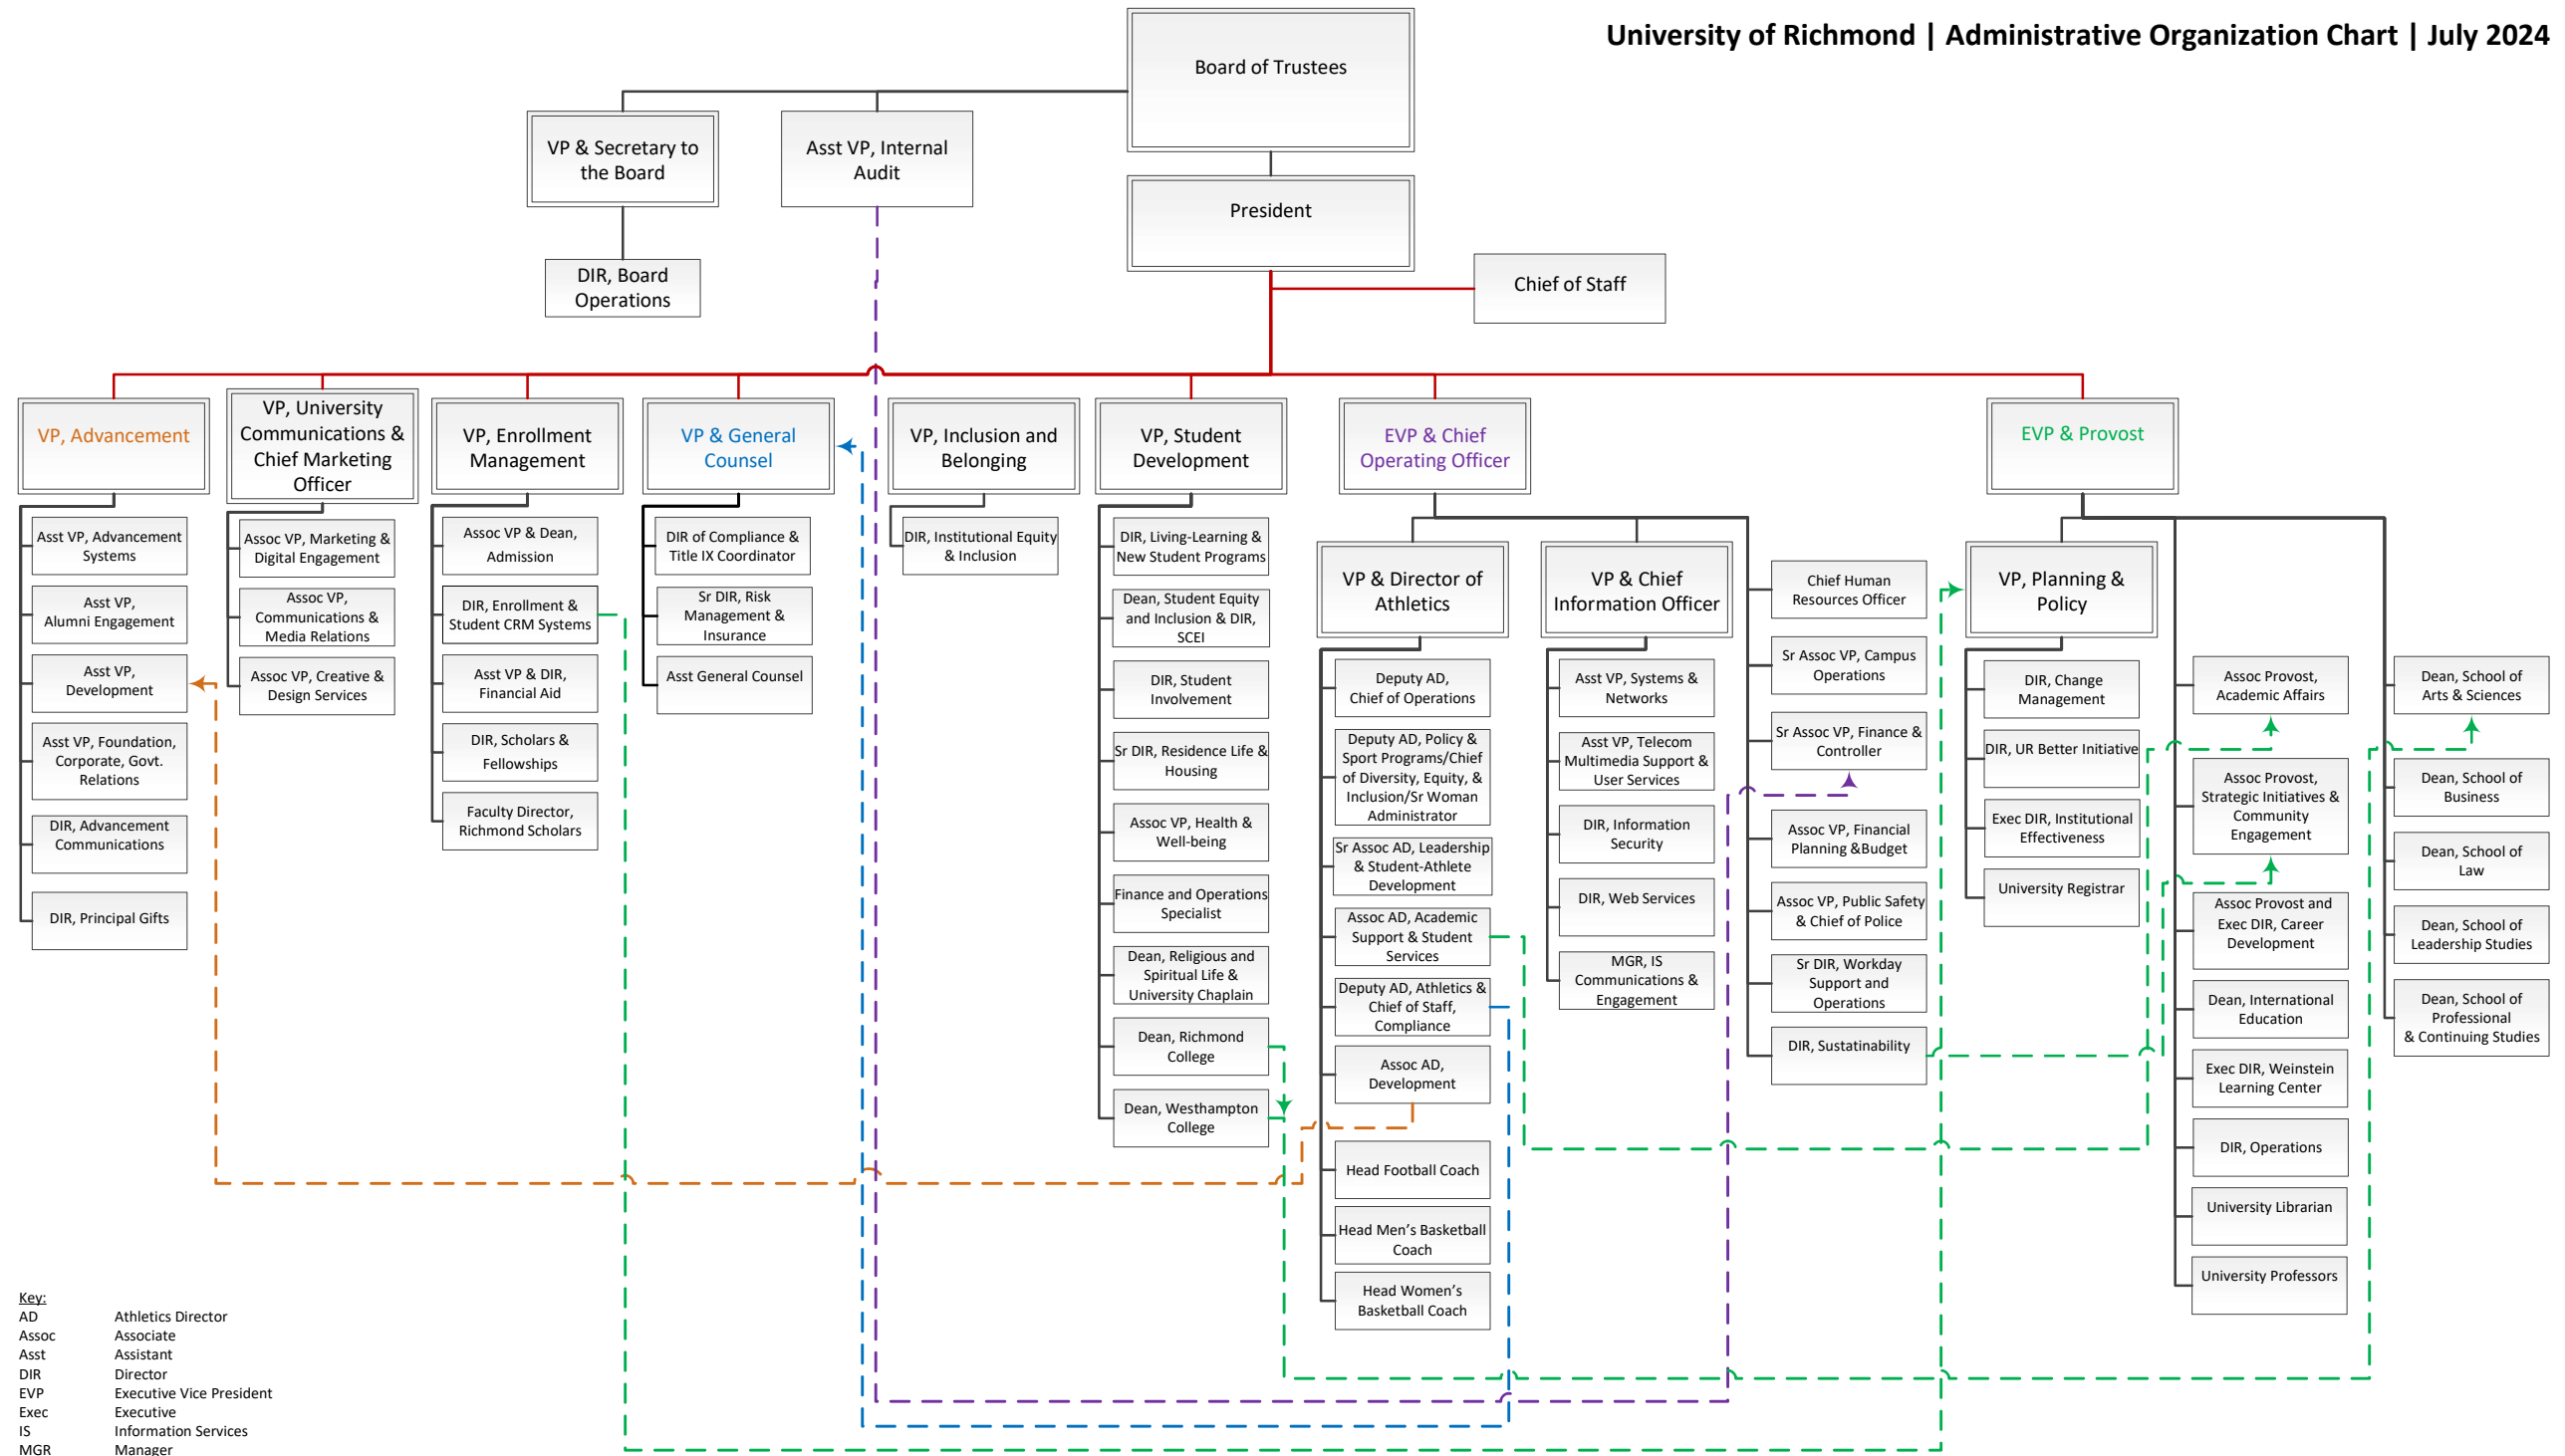 University of Richmond | Administrative Organization Chart | July 2024
Board of Trustees
VP & Secretary to
the Board
Asst VP, Internal
Audit
President
DIR, Board
Operations
Chief of Staff
VP, Advancement
Asst VP, Advancement
Systems
Asst VP,
Alumni Engagement
Asst VP,
Development
Asst VP, Foundation,
Corporate, Govt.
Relations
DIR, Advancement
Communications
DIR, Principal Gifts
VP, University
Communications &
Chief Marketing
Officer
Assoc VP, Marketing &
Digital Engagement
Assoc VP,
Communications &
Media Relations
Assoc VP, Creative &
Design Services
VP, Enrollment
Management
Assoc VP & Dean,
Admission
DIR, Enrollment &
Student CRM Systems
Asst VP & DIR,
Financial Aid
DIR, Scholars &
Fellowships
Faculty Director,
Richmond Scholars
VP & General
Counsel
DIR of Compliance &
Title IX Coordinator
Sr DIR, Risk
Management &
Insurance
Asst General Counsel
VP, Inclusion and
Belonging
DIR, Institutional Equity
& Inclusion
VP, Student
Development
DIR, Living-Learning &
New Student Programs
Dean, Student Equity
and Inclusion & DIR,
SCEI
DIR, Student
Involvement
Sr DIR, Residence Life &
Housing
Assoc VP, Health &
Well-being
Finance and Operations
Specialist
Dean, Religious and
Spiritual Life &
University Chaplain
Dean, Richmond
College
Dean, Westhampton
College
EVP & Chief
Operating Officer
VP & Director of
Athletics
Deputy AD,
Chief of Operations
Deputy AD, Policy &
Sport Programs/Chief
of Diversity, Equity, &
Inclusion/Sr Woman
Administrator
Sr Assoc AD, Leadership
& Student-Athlete
Development
Assoc AD, Academic
Support & Student
Services
Deputy AD, Athletics &
Chief of Staff,
Compliance
Assoc AD,
Development
Head Football Coach
Head Men's Basketball
Coach
Head Women's
Basketball Coach
VP & Chief
Information Officer
Asst VP, Systems &
Networks
Asst VP, Telecom
Multimedia Support &
User Services
DIR, Information
Security
DIR, Web Services
MGR, IS
Communications &
Engagement
Chief Human
Resources Officer
Sr Assoc VP, Campus
Operations
Sr Assoc VP, Finance &
Controller
Assoc VP, Financial
Planning &Budget
Assoc VP, Public Safety
& Chief of Police
Sr DIR, Workday
Support and
Operations
DIR, Sustatinability
EVP & Provost
VP, Planning &
Policy
DIR, Change
Management
DIR, UR Better Initiative
Exec DIR, Institutional
Effectiveness
University Registrar
Assoc Provost,
Academic Affairs
Assoc Provost,
Strategic Initiatives &
Community
Engagement
Assoc Provost and
Exec DIR, Career
Development
Dean, International
Education
Exec DIR, Weinstein
Learning Center
DIR, Operations
University Librarian
University Professors
Dean, School of
Arts & Sciences
Dean, School of
Business
Dean, School of
Law
Dean, School of
Leadership Studies
Dean, School of
Professional
& Continuing Studies
Key:
AD Athletics Director
Assoc Associate
Asst Assistant
DIR Director
EVP Executive Vice President
Exec Executive
IS Information Services
MGR Manager